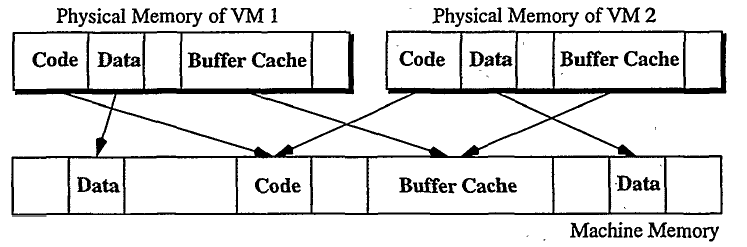 Physical Memory of VM 1 Physical Memory of VM 2
Code Data Buffer Cache Code Data Buffer Cache
Data Code Buffer Cache Data
Machine Memory